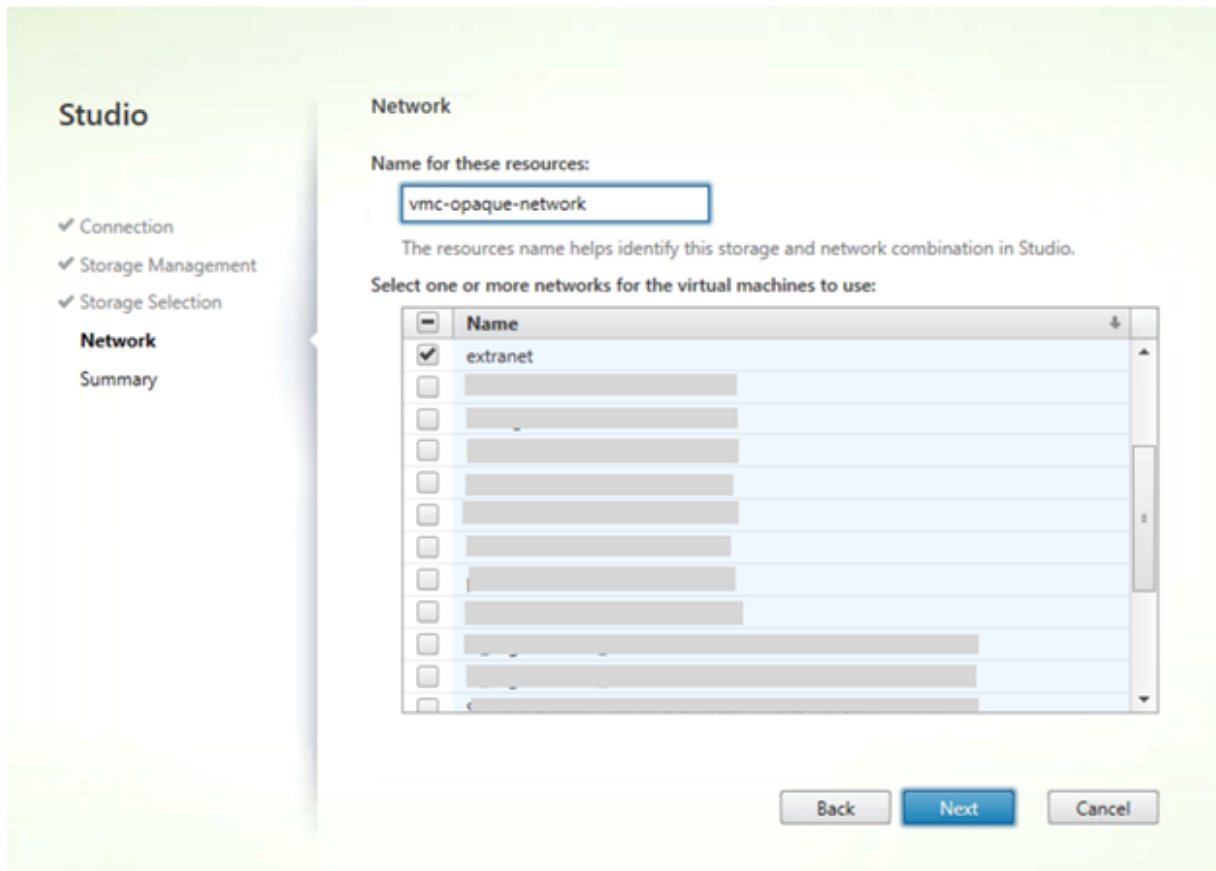 Studio
Connection
Storage Management
Storage Selection
Network
Summary
Network
Name for these resources:
vmc-opaque-network
The resources name helps identify this storage and network combination in Studio.
Select one or more networks for the virtual machines to use:
Name
extranet
Back Next Cancel